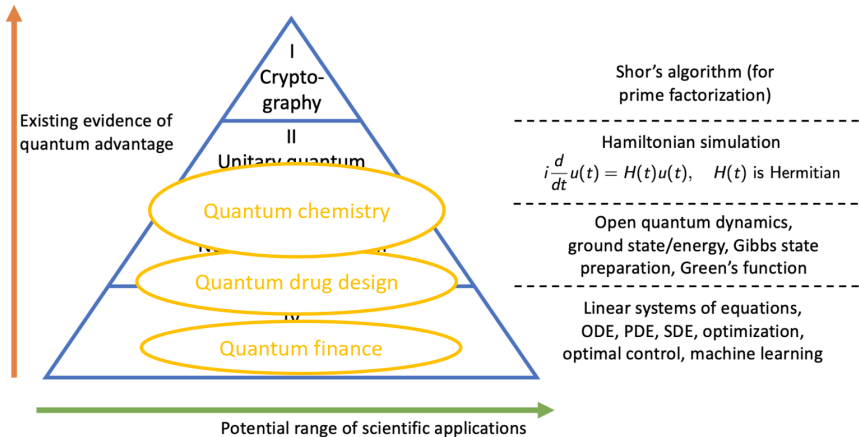 I
Crypto-
graphy
Existing evidence of
quantum advantage
II
Unitary quantum
Quantum chemistry
Quantum drug design
Quantum finance
Potential range of scientific applications
Shor's algorithm (for
prime factorization)
Hamiltonian simulation
i d/dt u(t) = H(t)u(t), H(t) is Hermitian
Open quantum dynamics,
ground state/energy, Gibbs state
preparation, Green's function
Linear systems of equations,
ODE, PDE, SDE, optimization,
optimal control, machine learning